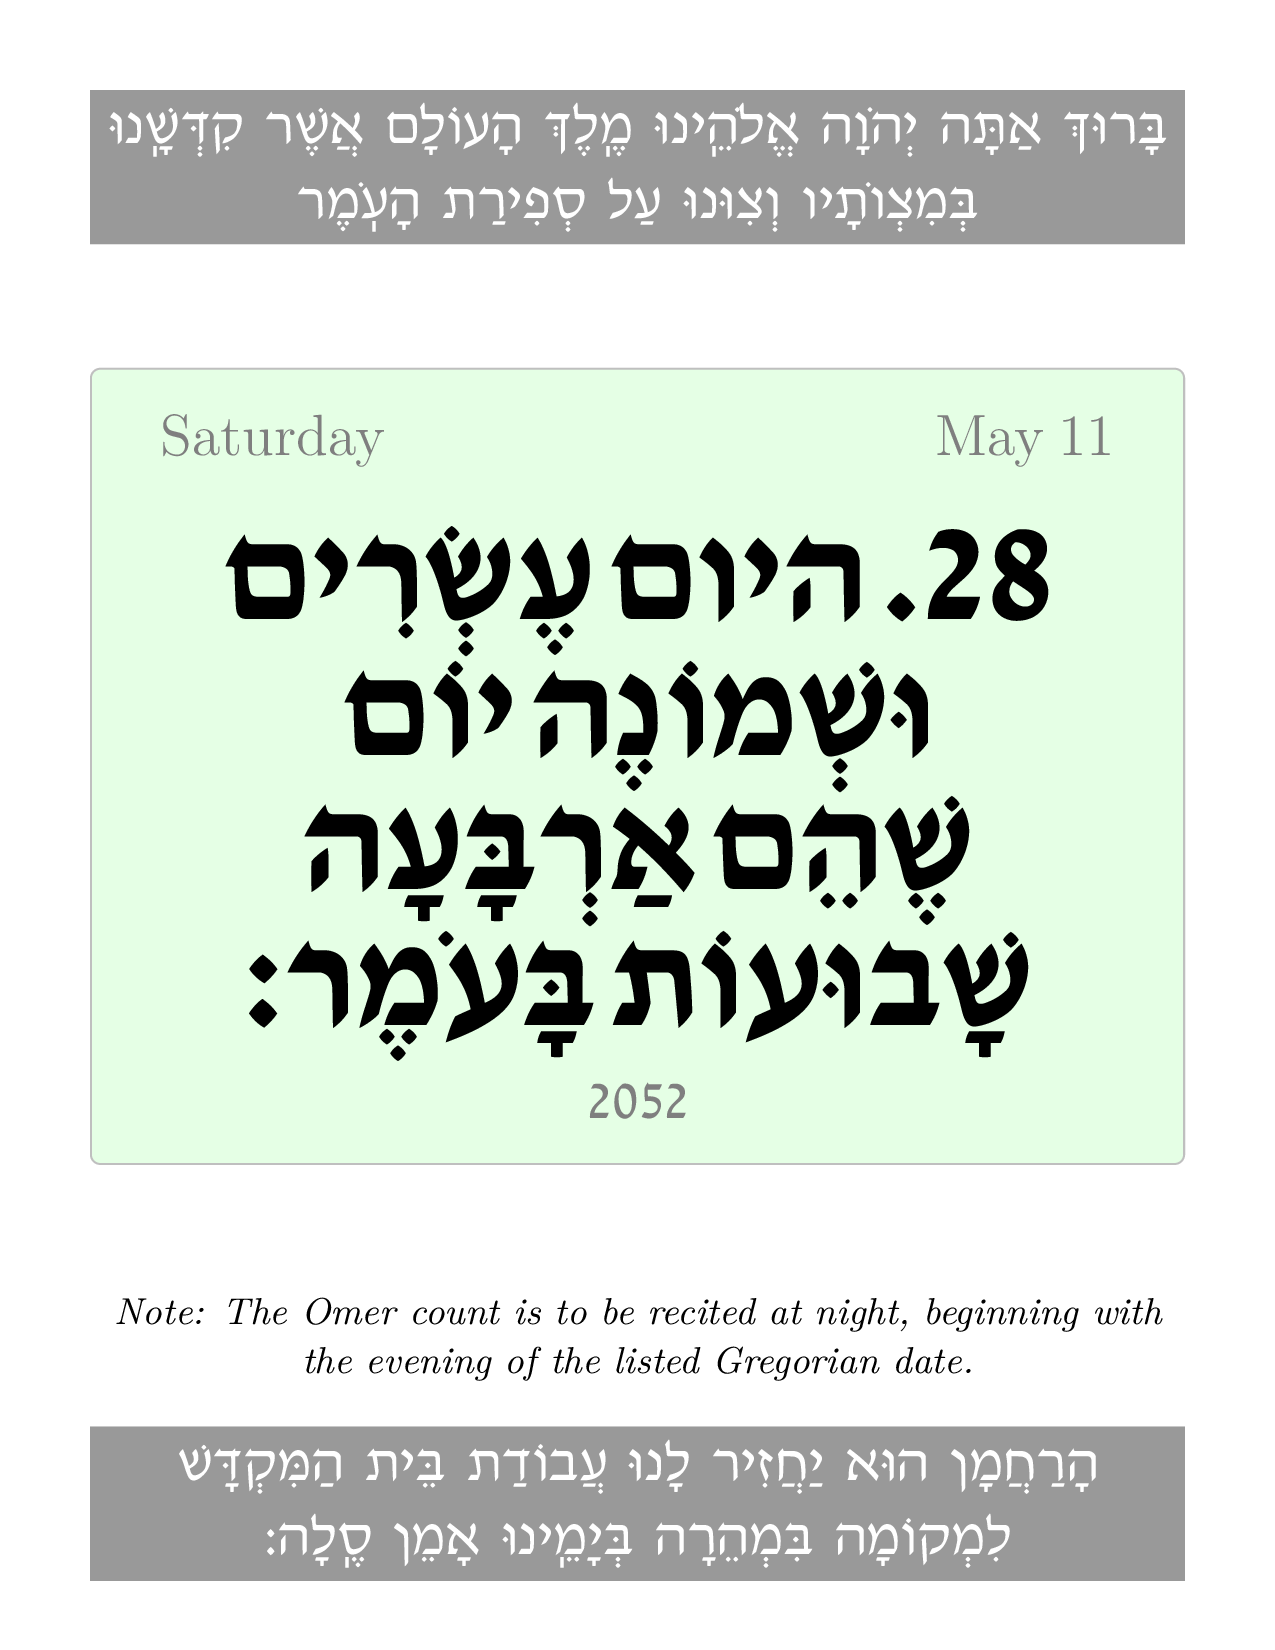 בָּרוּךְ אַתָּה יְהֹוָה אֱלֹהֵֽינוּ מֶֽלֶךְ הָעוֹלָם אֲשֶׁר קִדְּשָֽׁנוּ
בְּמִצְוֹתָיו וְצִוּנוּ עַל סְפִירַת הָעֹֽמֶר
Saturday May 11
28. היום עֶשְׂרִים
וּשְׁמוֹנֶה יוֹם
שֶׁהֵם אַרְבָּעָה
שָׁבוּעוֹת בָּעֹמֶר:
2052
Note: The Omer count is to be recited at night, beginning with
the evening of the listed Gregorian date.
הָרַחֲמָן הוּא יַחֲזִיר לָנוּ עֲבוֹדַת בֵּית הַמִּקְדָּשׁ
לִמְקוֹמָהּ בִּמְהֵרָה בְּיָמֵֽינוּ אָמֵן סֶֽלָה: